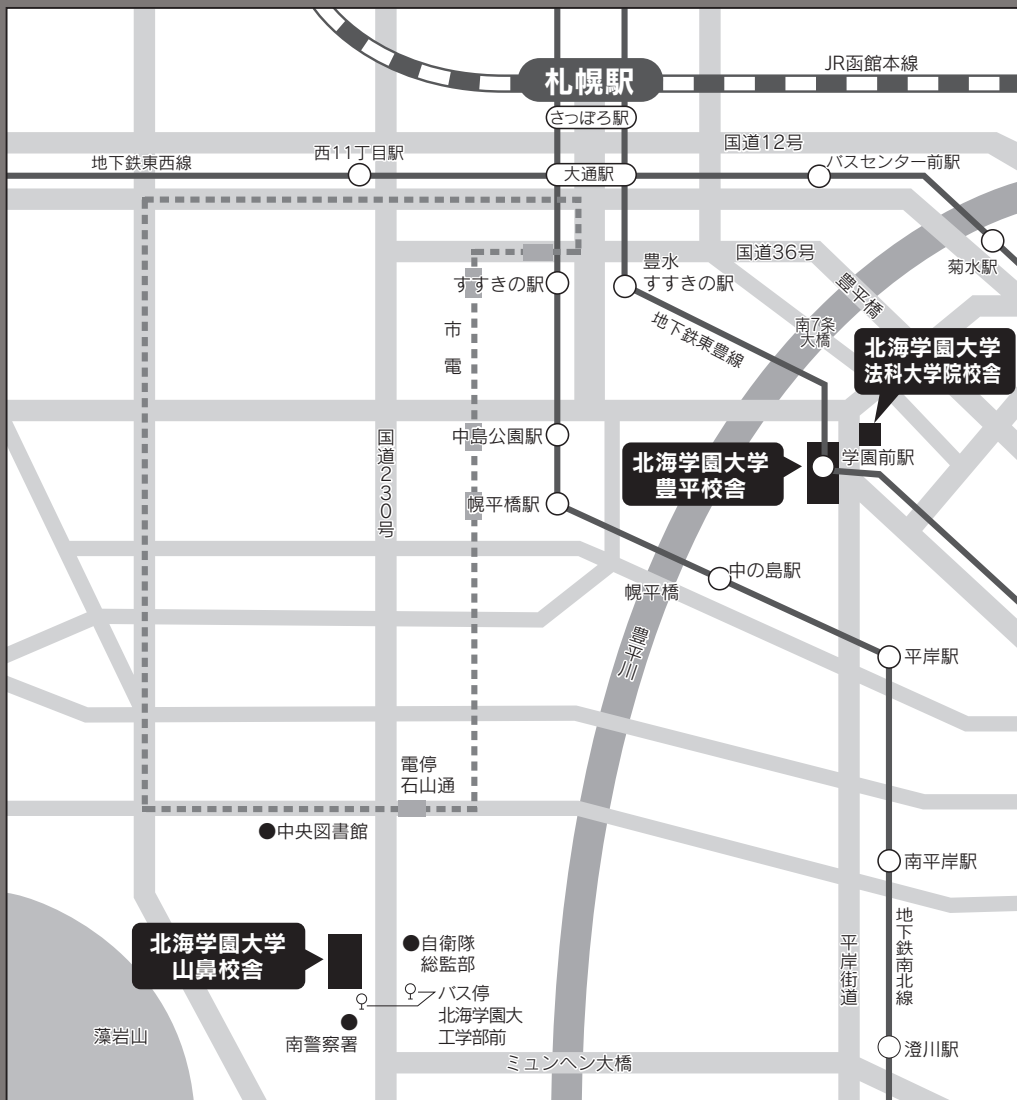 JR函館本線
札幌駅
さっぽろ駅
国道12号
地下鉄東西線
西11丁目駅
大通駅
バスセンター前駅
国道36号
菊水駅
豊水
すすきの駅
すすきの駅
豊平橋
地下鉄東豊線
南7条
大橋
市電
北海学園大学
法科大学院校舎
中島公園駅
国道230号
北海学園大学
豊平校舎
学園前駅
幌平橋駅
中の島駅
幌平橋
豊平川
平岸駅
電停
石山通
中央図書館
南平岸駅
地下鉄南北線
平岸街道
北海学園大学
山鼻校舎
自衛隊
総監部
バス停
北海学園大
工学部前
南警察署
藻岩山
ミュンヘン大橋
澄川駅